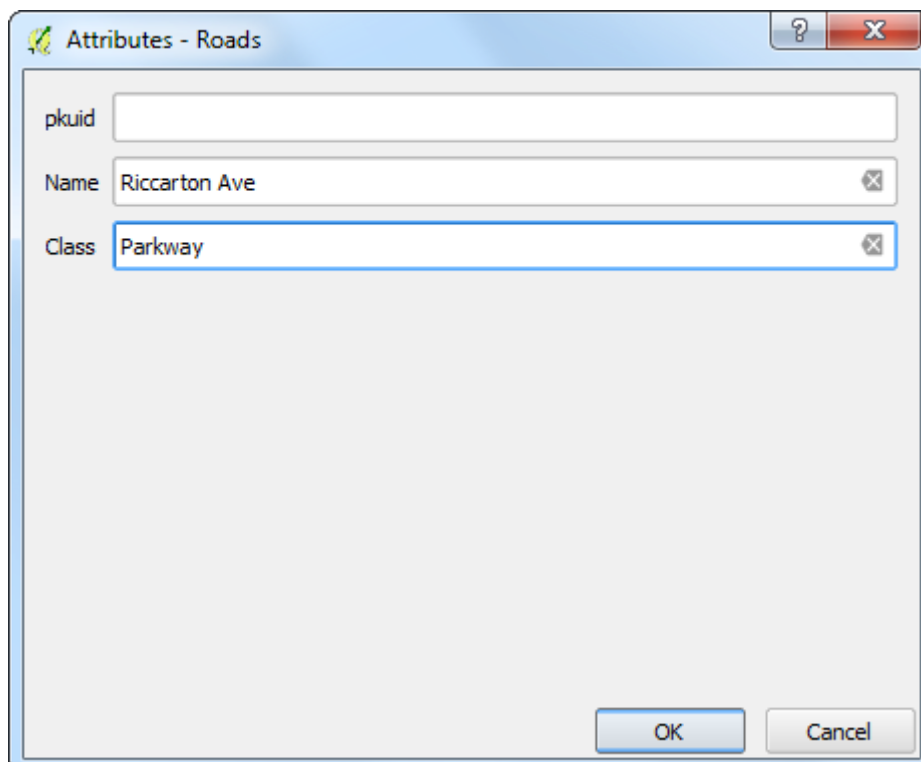 Attributes - Roads
pkuid
Name Riccarton Ave
Class Parkway
OK Cancel